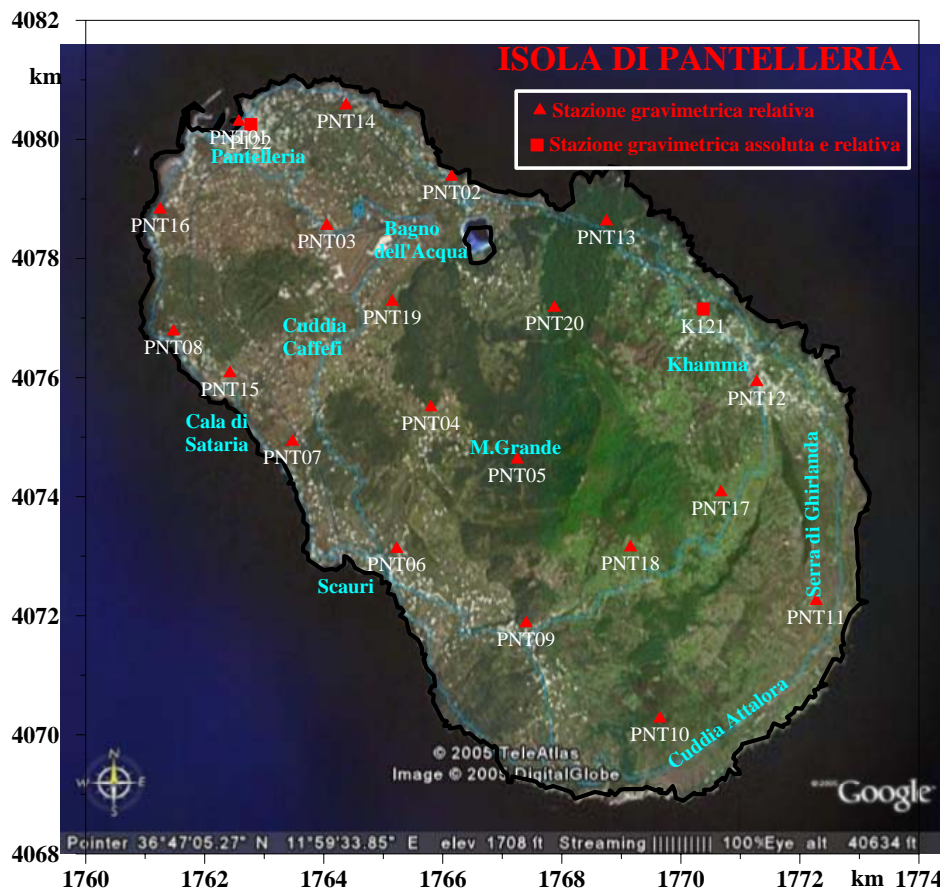 4082
km
ISOLA DI PANTELLERIA
Stazione gravimetrica relativa
Stazione gravimetrica assoluta e relativa
PNT14
4080
PNT01
P122
Pantelleria
PNT02
PNT16
PNT03
Bagno
dell'Acqua
PNT13
4078
PNT19
PNT20
K121
Cuddia
Caffefi
PNT08
Khamma
4076
PNT15
PNT12
PNT04
Cala di
Sataria
M.Grande
PNT07
PNT05
4074
PNT17
Serra di Ghirlanda
PNT06
PNT18
Scauri
4072
PNT09
PNT11
PNT10
Cuddia Attalora
4070
© 2005 TeleAtlas
Image © 2005 DigitalGlobe
N
W E
S
© 2005
Google
Pointer 36°47'05.27" N 11°59'33.85" E elev 1708 ft Streaming |||||||||| 100% Eye alt 40634 ft
4068
1760 1762 1764 1766 1768 1770 1772 km 1774